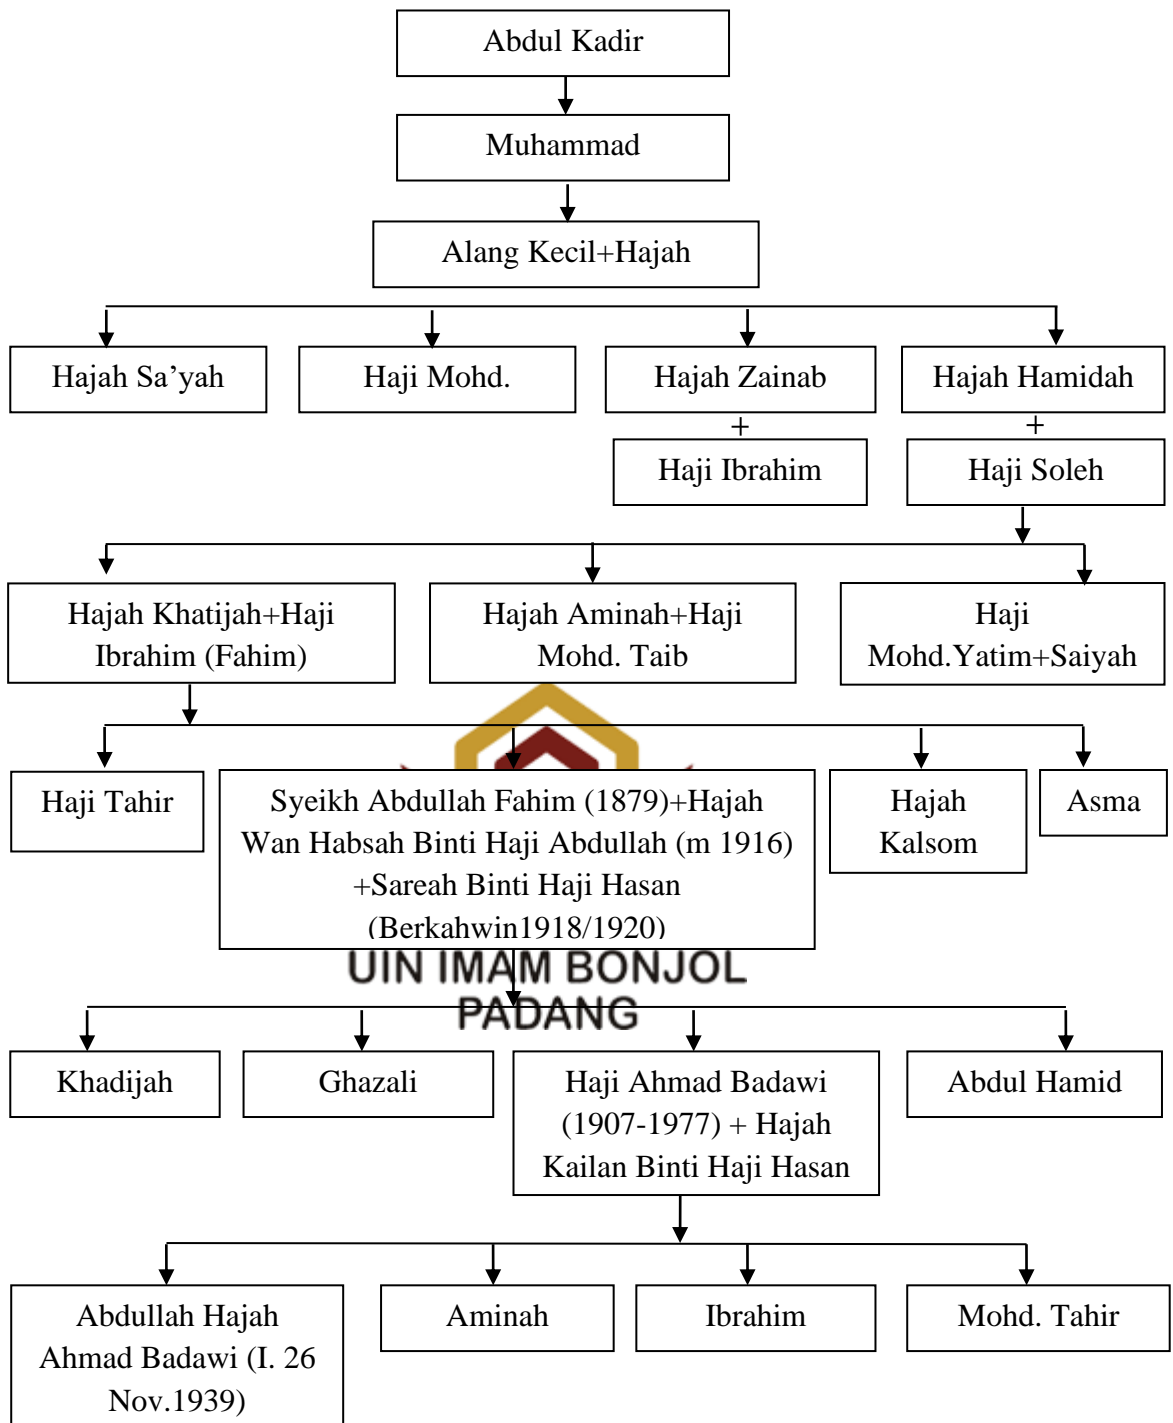 Abdul Kadir
Muhammad
Alang Kecil+Hajah
Hajah Sa’yah
Haji Mohd.
Hajah Zainab
Hajah Hamidah
+
+
Haji Ibrahim
Haji Soleh
Hajah Khatijah+Haji
Ibrahim (Fahim)
Hajah Aminah+Haji
Mohd. Taib
Haji
Mohd.Yatim+Saiyah
Haji Tahir
Syeikh Abdullah Fahim (1879)+Hajah
Wan Habsah Binti Haji Abdullah (m 1916)
+Sareah Binti Haji Hasan
(Berkahwin1918/1920)
Hajah
Kalsom
Asma
UIN IMAM BONJOL
PADANG
Khadijah
Ghazali
Haji Ahmad Badawi
(1907-1977) + Hajah
Kailan Binti Haji Hasan
Abdul Hamid
Abdullah Hajah
Ahmad Badawi (I. 26
Nov.1939)
Aminah
Ibrahim
Mohd. Tahir